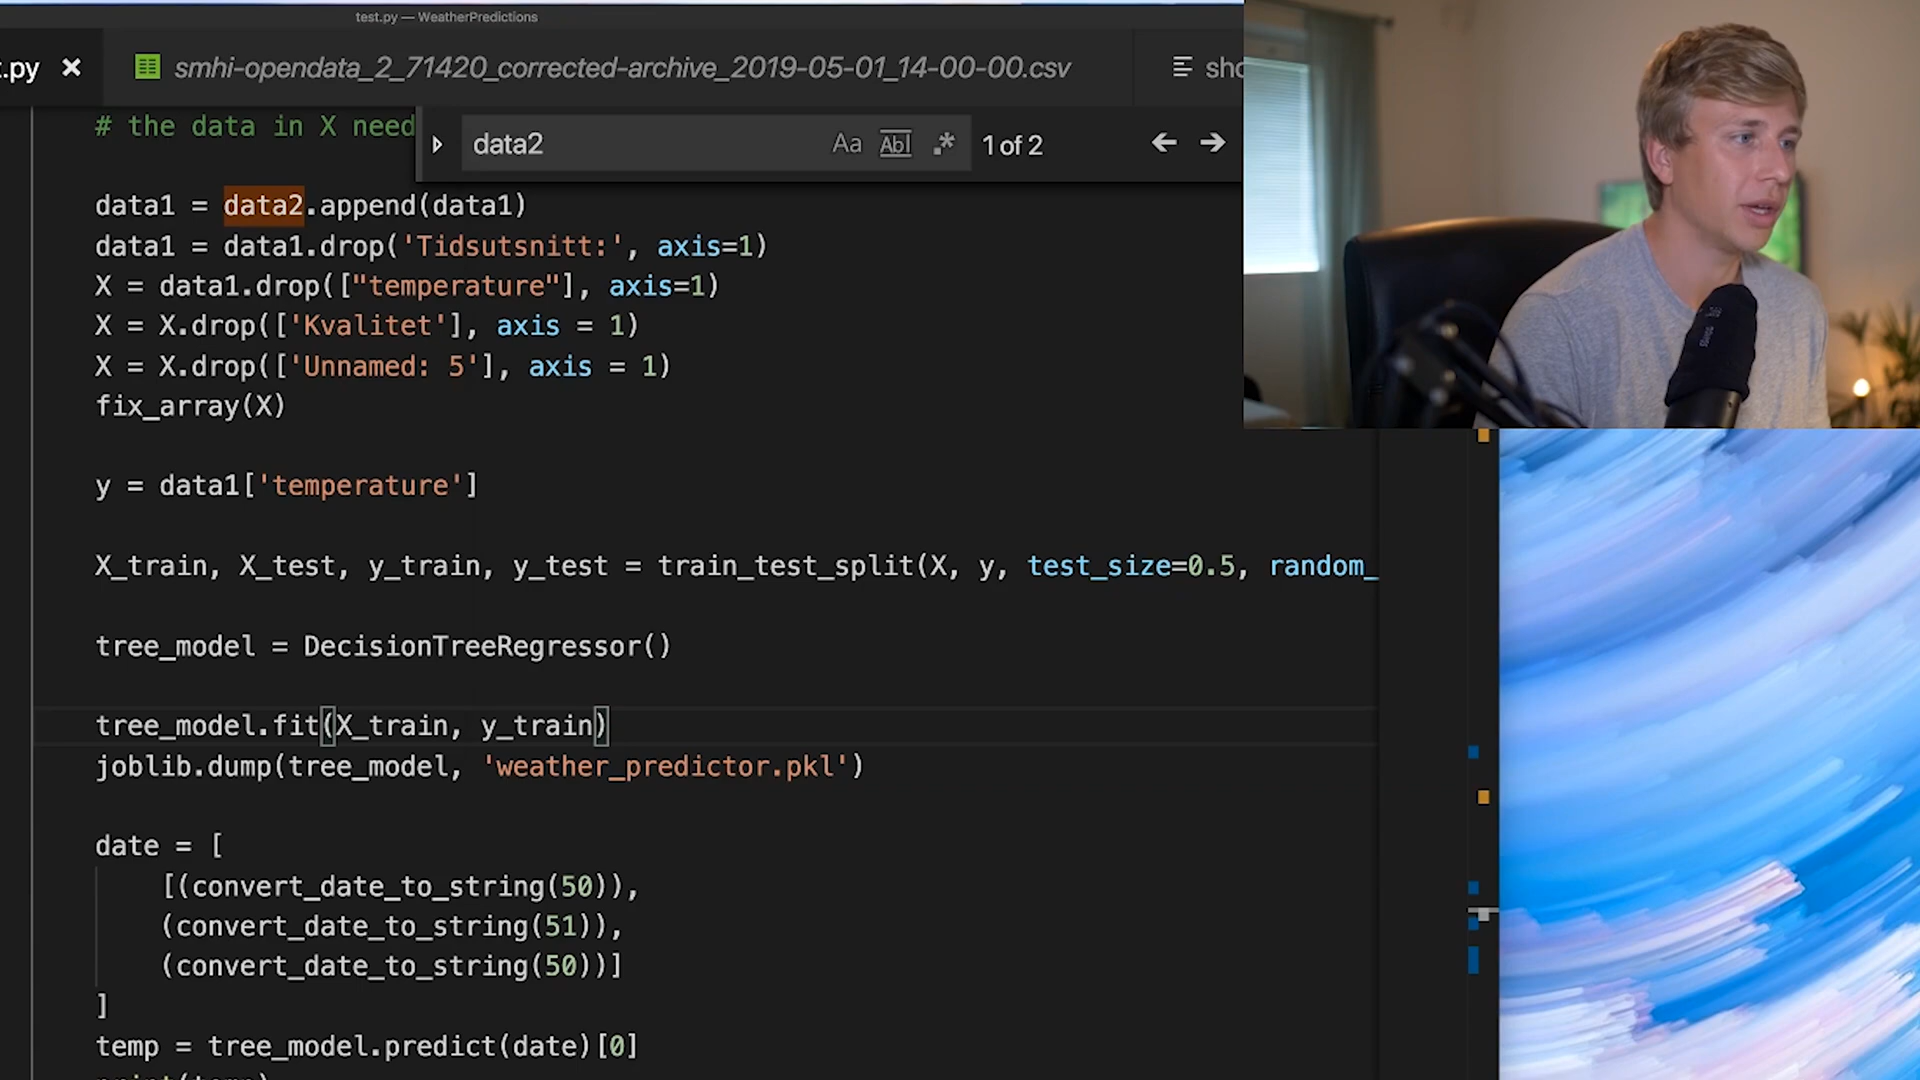 test.py — WeatherPredictions
.py
smhi-opendata_2_71420_corrected-archive_2019-05-01_14-00-00.csv
# the data in X need
data2
Aa
Abl
.*
1 of 2
data1 = data2.append(data1)
data1 = data1.drop('Tidsutsnitt:', axis=1)
X = data1.drop(["temperature"], axis=1)
X = X.drop(['Kvalitet'], axis = 1)
X = X.drop(['Unnamed: 5'], axis = 1)
fix_array(X)
y = data1['temperature']
X_train, X_test, y_train, y_test = train_test_split(X, y, test_size=0.5, random_
tree_model = DecisionTreeRegressor()
tree_model.fit(X_train, y_train)
joblib.dump(tree_model, 'weather_predictor.pkl')
date = [
[(convert_date_to_string(50)),
(convert_date_to_string(51)),
(convert_date_to_string(50))]
]
temp = tree_model.predict(date)[0]